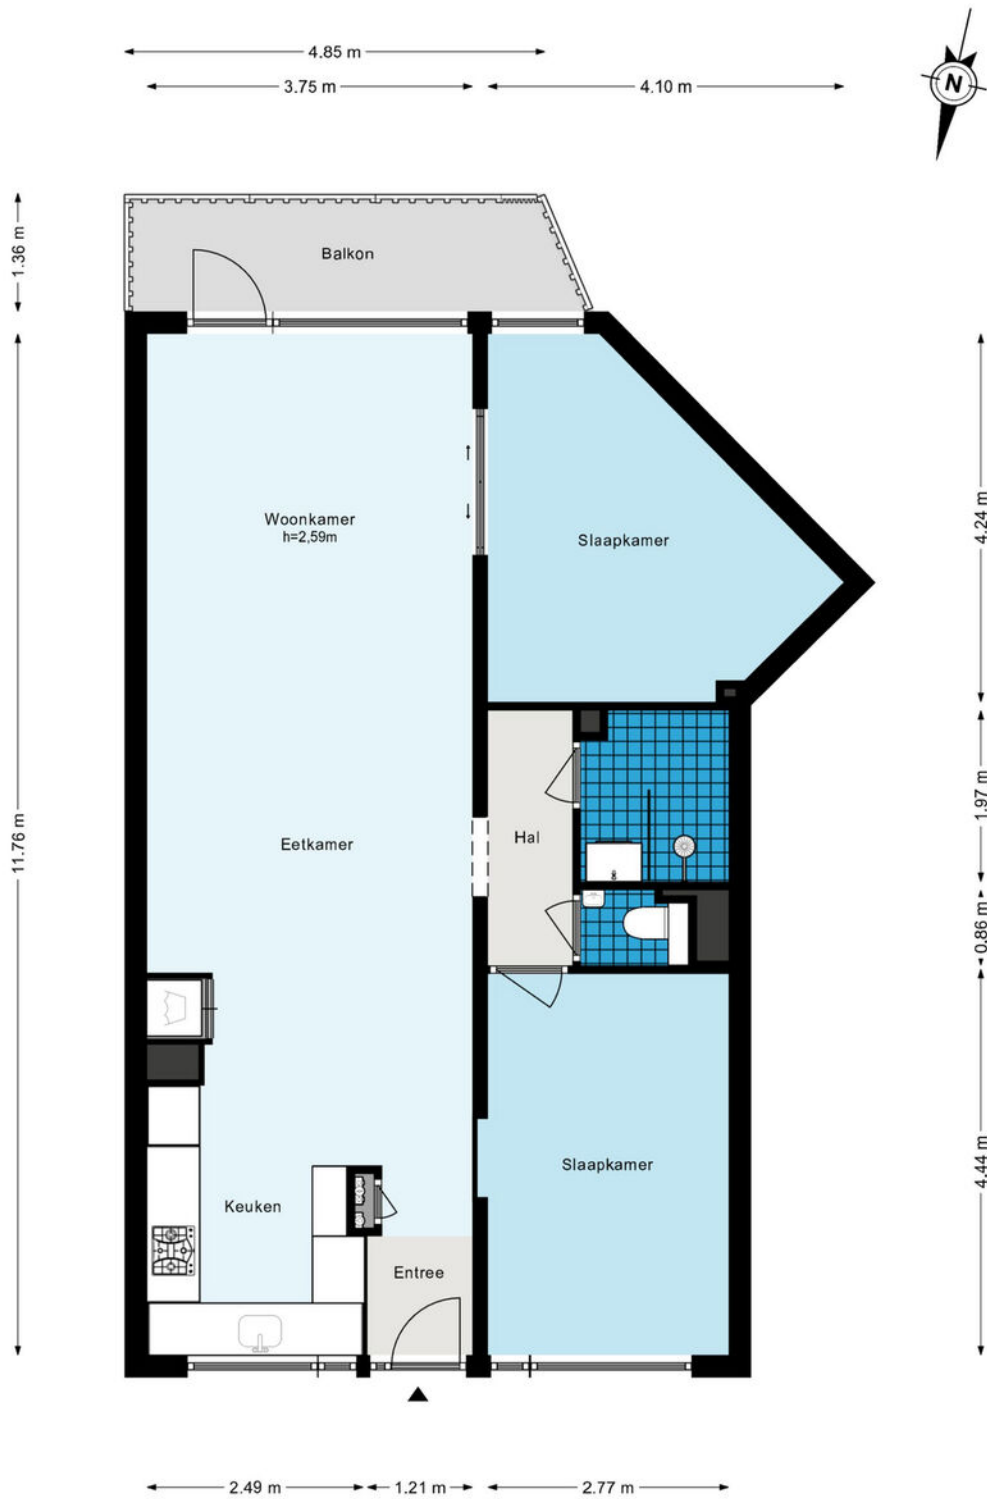 4.85 m
3.75 m
4.10 m
N
1.36 m
Balkon
4.24 m
Woonkamer
h=2,59m
Slaapkamer
11.76 m
1.97 m
Hal
Eetkamer
0.86 m
Slaapkamer
4.44 m
Keuken
Entree
2.49 m
1.21 m
2.77 m